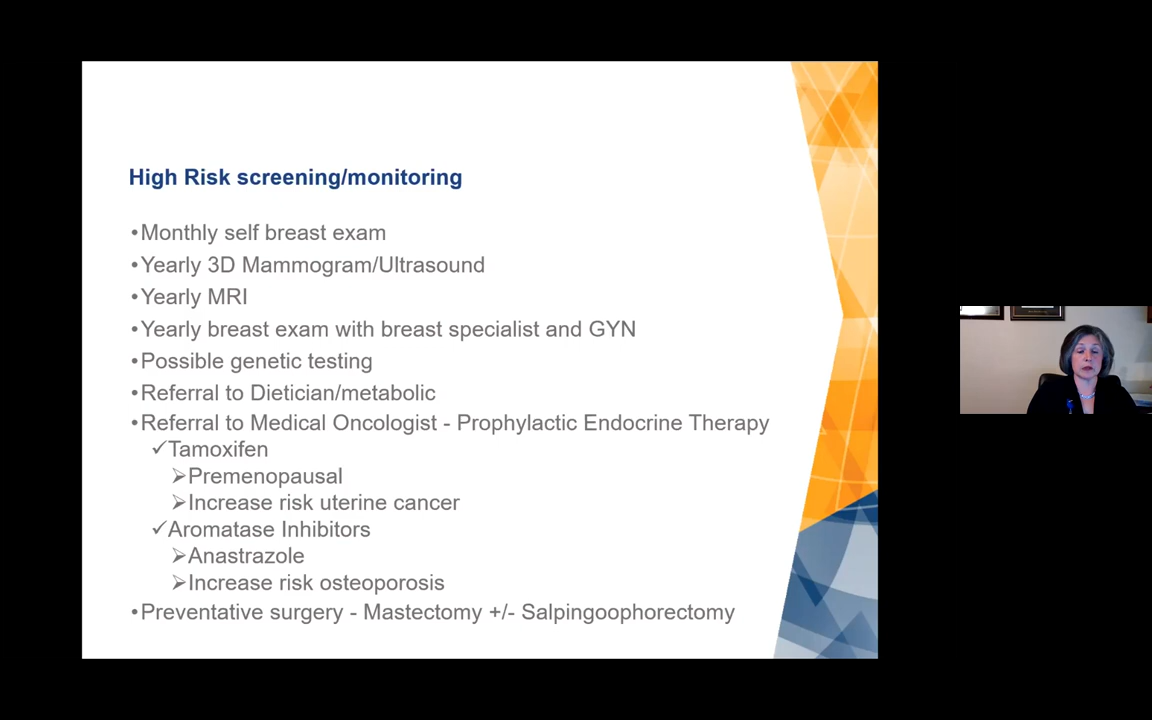 High Risk screening/monitoring
•Monthly self breast exam
•Yearly 3D Mammogram/Ultrasound
•Yearly MRI
•Yearly breast exam with breast specialist and GYN
•Possible genetic testing
•Referral to Dietician/metabolic
•Referral to Medical Oncologist - Prophylactic Endocrine Therapy
✓Tamoxifen
➢Premenopausal
➢Increase risk uterine cancer
✓Aromatase Inhibitors
➢Anastrazole
➢Increase risk osteoporosis
•Preventative surgery - Mastectomy +/- Salpingoophorectomy